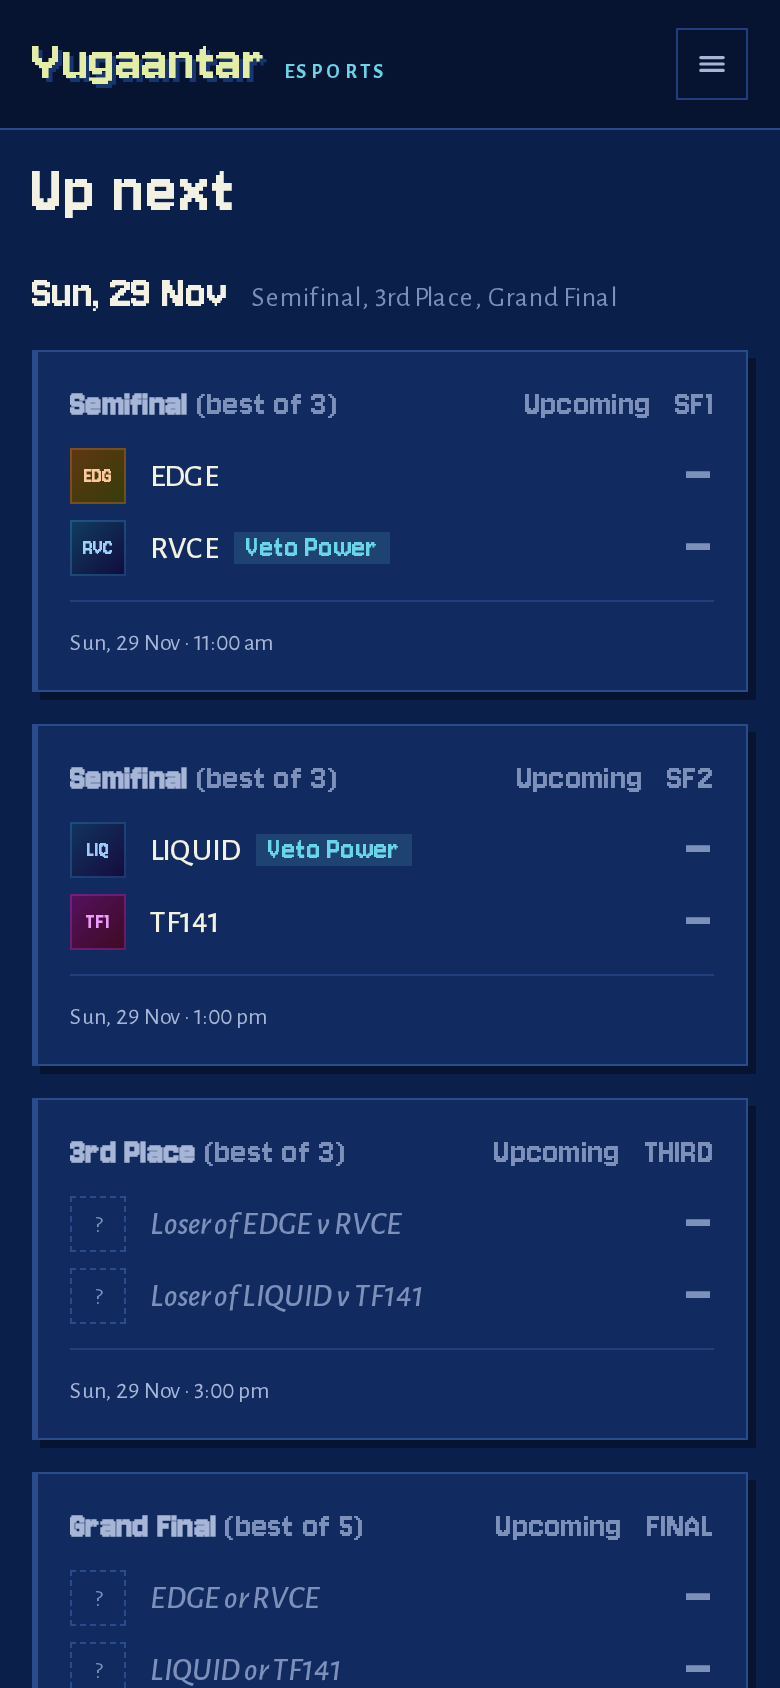 Yugaantar ESPORTS
Up next
Sun, 29 Nov Semifinal, 3rd Place, Grand Final
Semifinal (best of 3) Upcoming SF1
EDG EDGE –
RVC RVCE Veto Power –
Sun, 29 Nov · 11:00 am
Semifinal (best of 3) Upcoming SF2
LIQ LIQUID Veto Power –
TF1 TF141 –
Sun, 29 Nov · 1:00 pm
3rd Place (best of 3) Upcoming THIRD
? Loser of EDGE v RVCE –
? Loser of LIQUID v TF141 –
Sun, 29 Nov · 3:00 pm
Grand Final (best of 5) Upcoming FINAL
? EDGE or RVCE –
? LIQUID or TF141 –